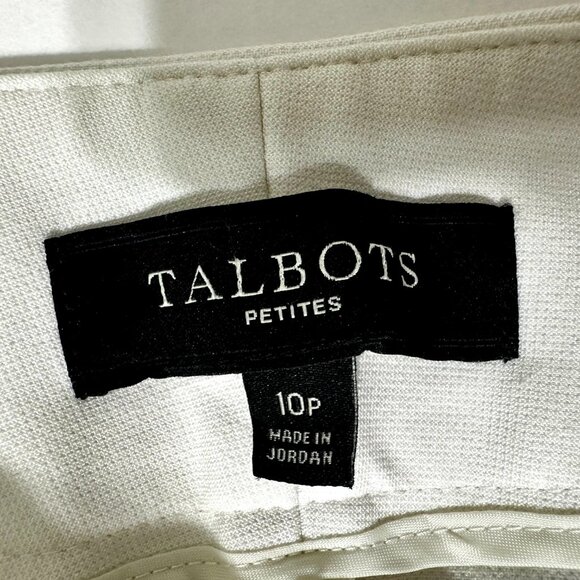 TALBOTS
PETITES
10P
MADE IN
JORDAN